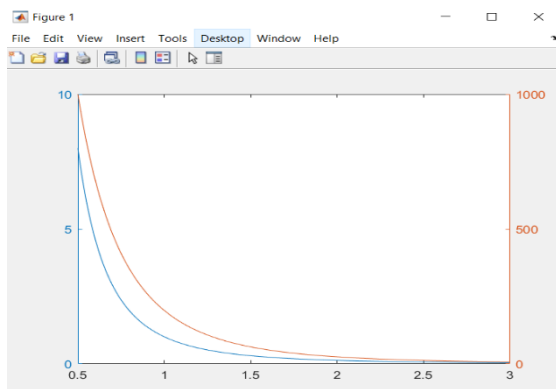 Figure 1
File Edit View Insert Tools Desktop Window Help
10 1000
5 500
0 0
0.5 1 1.5 2 2.5 3